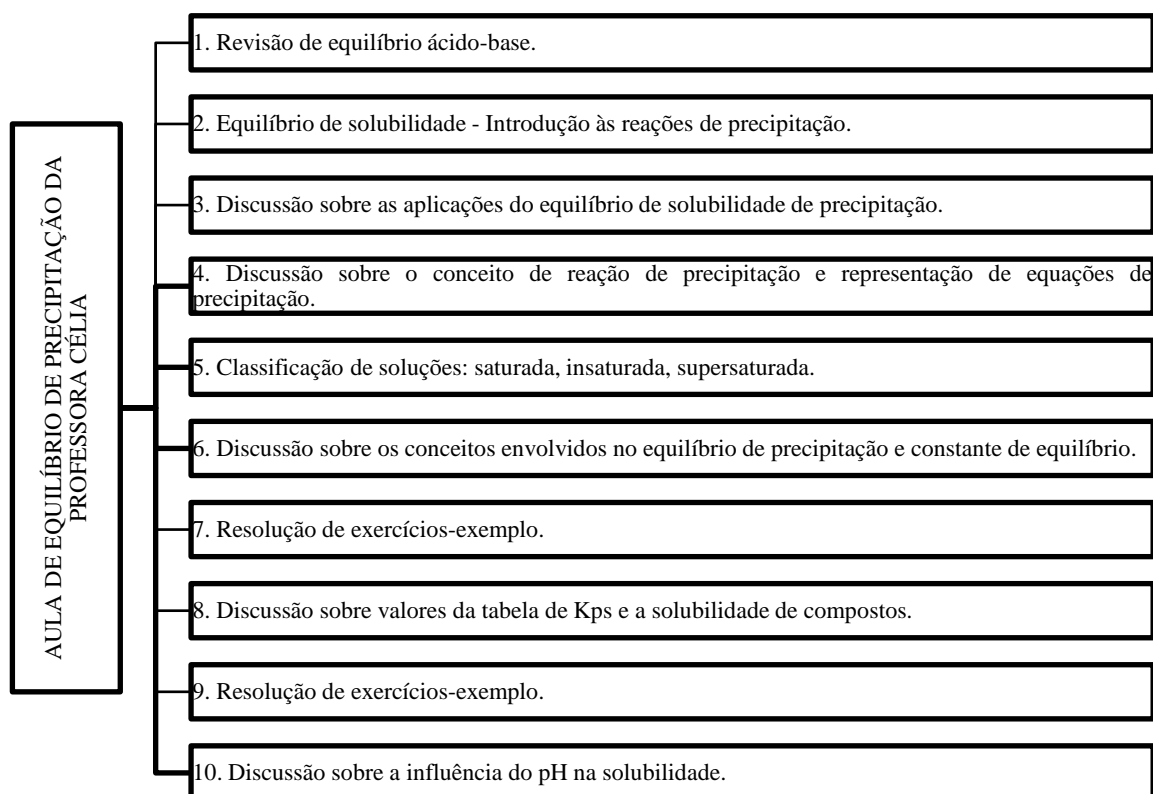 AULA DE EQUILÍBRIO DE PRECIPITAÇÃO DA
PROFESSORA CÉLIA
1. Revisão de equilíbrio ácido-base.
2. Equilíbrio de solubilidade - Introdução às reações de precipitação.
3. Discussão sobre as aplicações do equilíbrio de solubilidade de precipitação.
4. Discussão sobre o conceito de reação de precipitação e representação de equações de
precipitação.
5. Classificação de soluções: saturada, insaturada, supersaturada.
6. Discussão sobre os conceitos envolvidos no equilíbrio de precipitação e constante de equilíbrio.
7. Resolução de exercícios-exemplo.
8. Discussão sobre valores da tabela de Kps e a solubilidade de compostos.
9. Resolução de exercícios-exemplo.
10. Discussão sobre a influência do pH na solubilidade.